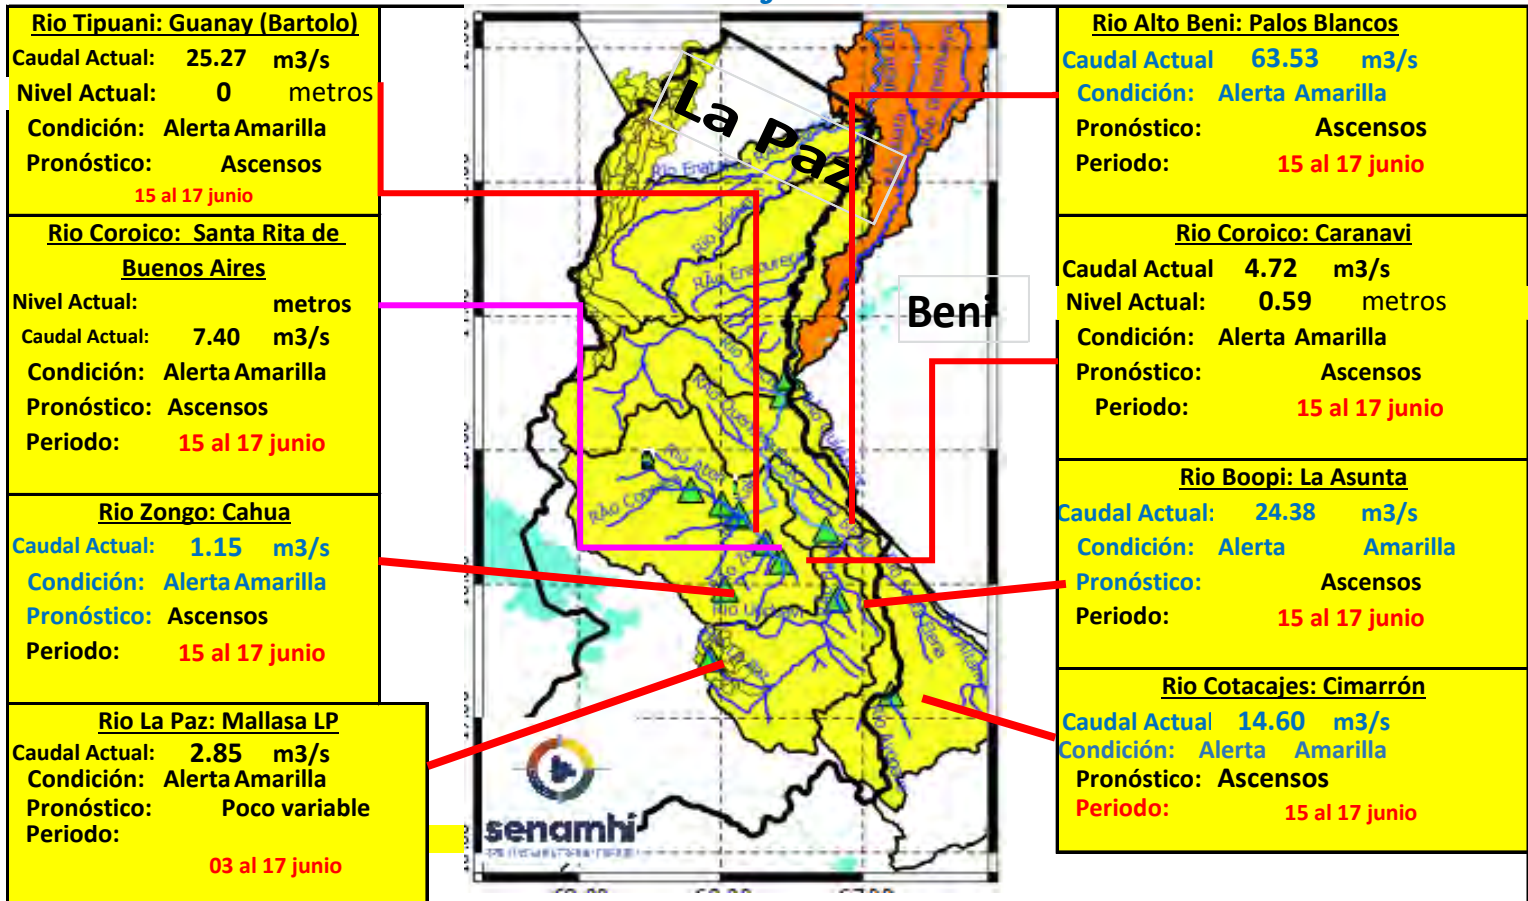 Rio Tipuani: Guanay (Bartolo)
Caudal Actual: 25.27 m3/s
Nivel Actual: 0 metros
Condición: Alerta Amarilla
Pronóstico: Ascensos
15 al 17 junio
Rio Coroico: Santa Rita de
Buenos Aires
Nivel Actual: metros
Caudal Actual: 7.40 m3/s
Condición: Alerta Amarilla
Pronóstico: Ascensos
Periodo: 15 al 17 junio
Rio Zongo: Cahua
Caudal Actual: 1.15 m3/s
Condición: Alerta Amarilla
Pronóstico: Ascensos
Periodo: 15 al 17 junio
Rio La Paz: Mallasa LP
Caudal Actual: 2.85 m3/s
Condición: Alerta Amarilla
Pronóstico: Poco variable
Periodo:
03 al 17 junio
La Paz
Beni
senamhi
Rio Alto Beni: Palos Blancos
Caudal Actual 63.53 m3/s
Condición: Alerta Amarilla
Pronóstico: Ascensos
Periodo: 15 al 17 junio
Rio Coroico: Caranavi
Caudal Actual 4.72 m3/s
Nivel Actual: 0.59 metros
Condición: Alerta Amarilla
Pronóstico: Ascensos
Periodo: 15 al 17 junio
Rio Boopi: La Asunta
Caudal Actual: 24.38 m3/s
Condición: Alerta Amarilla
Pronóstico: Ascensos
Periodo: 15 al 17 junio
Rio Cotacajes: Cimarrón
Caudal Actual 14.60 m3/s
Condición: Alerta Amarilla
Pronóstico: Ascensos
Periodo: 15 al 17 junio